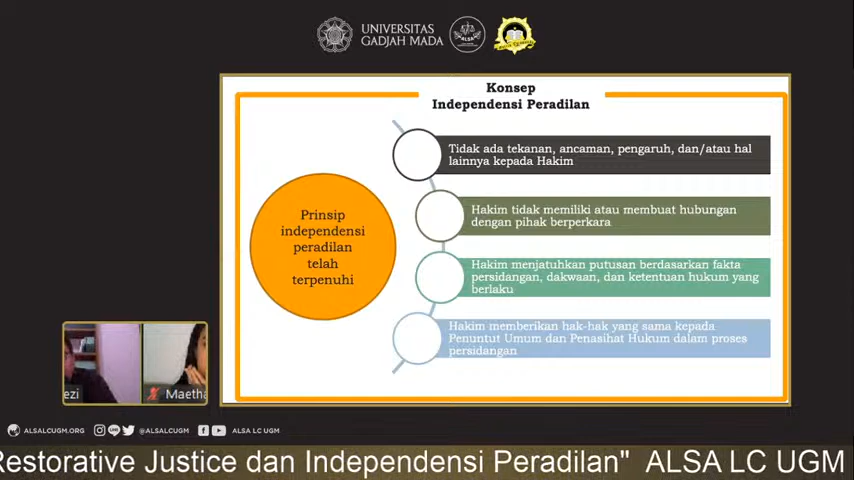 UNIVERSITAS
GADJAH MADA
ALSA
Konsep
Independensi Peradilan
Prinsip
independensi
peradilan
telah
terpenuhi
Tidak ada tekanan, ancaman, pengaruh, dan/atau hal
lainnya kepada Hakim
Hakim tidak memiliki atau membuat hubungan
dengan pihak berperkara
Hakim menjatuhkan putusan berdasarkan fakta
persidangan, dakwaan, dan ketentuan hukum yang
berlaku
Hakim memberikan hak-hak yang sama kepada
Penuntut Umum dan Penasihat Hukum dalam proses
persidangan
ezi
Maetha
ALSALCUGM.ORG
@ALSALCUGM
ALSA LC UGM
Restorative Justice dan Independensi Peradilan" ALSA LC UGM